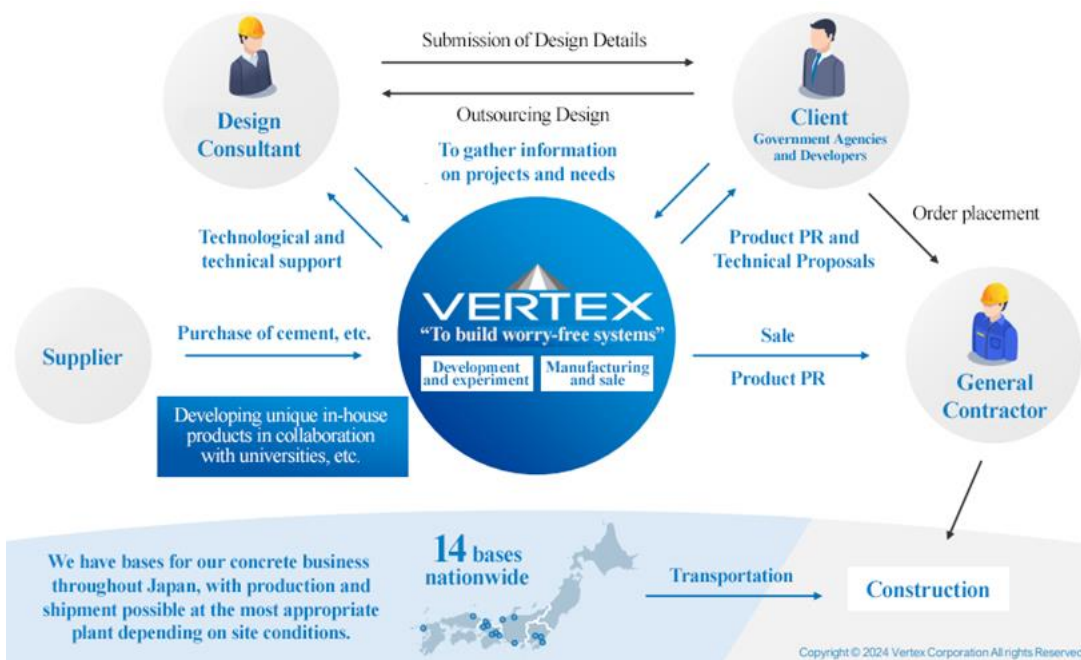 Submission of Design Details
Outsourcing Design
Design
Consultant
Client
Government Agencies
and Developers
To gather information
on projects and needs
Technological and
technical support
Product PR and
Technical Proposals
Order placement
VERTEX
“To build worry-free systems”
Development
and experiment
Manufacturing
and sale
Supplier
Purchase of cement, etc.
Sale
Product PR
General
Contractor
Developing unique in-house
products in collaboration
with universities, etc.
We have bases for our concrete business
throughout Japan, with production and
shipment possible at the most appropriate
plant depending on site conditions.
14 bases
nationwide
Transportation
Construction
Copyright © 2024 Vertex Corporation All rights Reserved